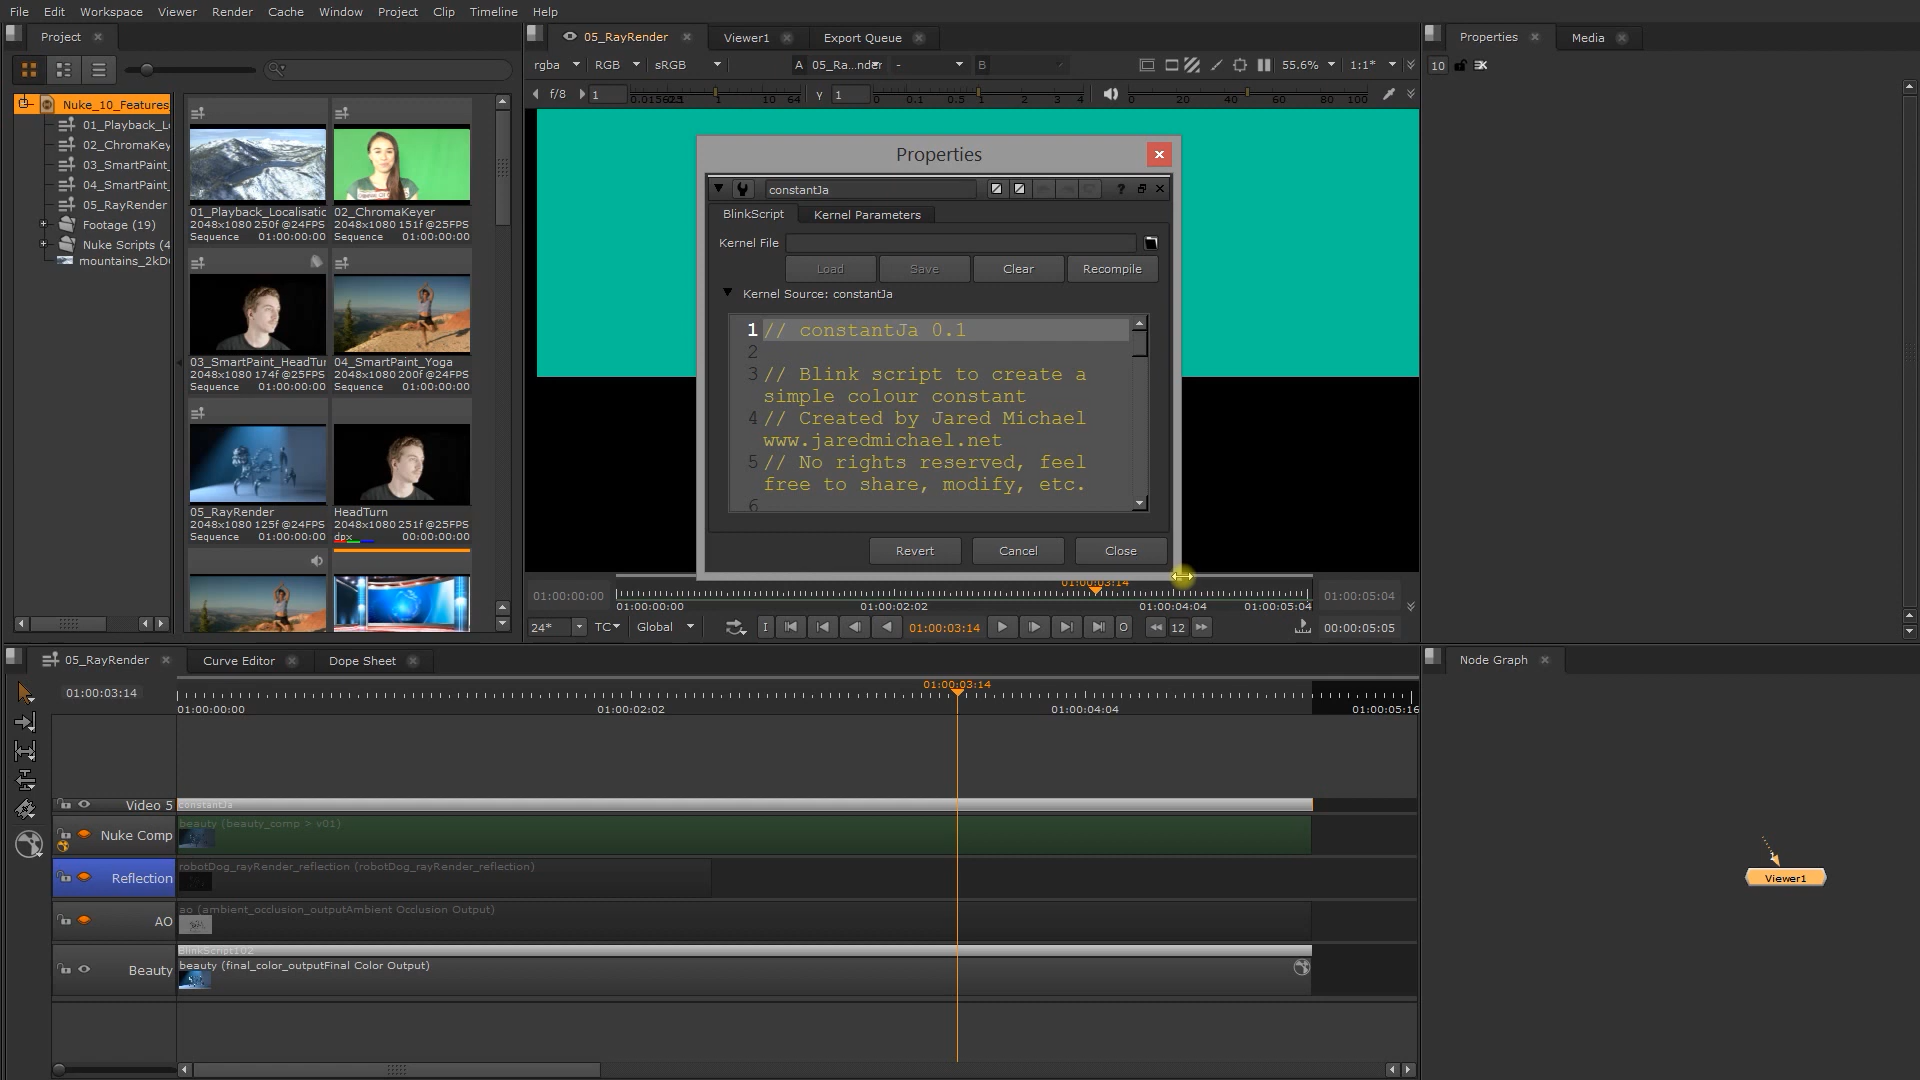 File Edit Workspace Viewer Render Cache Window Project Clip Timeline Help
Project
05_RayRender
Viewer1
Export Queue
Properties
Media
rgba
RGB
sRGB
A 05_Ra...nder
-
B
55.6%
1:1*
10
f/8
1
10 64
γ 1
0 0.1 0.5 1 2 3 4
0 20 40 60 80 100
Nuke_10_Features
01_Playback_Lo
02_ChromaKey
03_SmartPaint_
04_SmartPaint_
05_RayRender
Footage (19)
Nuke Scripts (4
mountains_2kD
01_Playback_Localisatic
2048x1080 250f @24FPS
Sequence 01:00:00:00
02_ChromaKeyer
2048x1080 151f @25FPS
Sequence 01:00:00:00
03_SmartPaint_HeadTur
2048x1080 174f @25FPS
Sequence 01:00:00:00
04_SmartPaint_Yoga
2048x1080 200f @25FPS
Sequence 01:00:00:00
05_RayRender
2048x1080 125f @24FPS
Sequence 01:00:00:00
HeadTurn
2048x1080 251f @25FPS
dpx 00:00:00:00
Properties
constantJa
?
BlinkScript
Kernel Parameters
Kernel File
Load
Save
Clear
Recompile
Kernel Source: constantJa
1 // constantJa 0.1
2
3 // Blink script to create a
simple colour constant
4 // Created by Jared Michael
www.jaredmichael.net
5 // No rights reserved, feel
free to share, modify, etc.
6
Revert
Cancel
Close
01:00:00:00
01:00:03:14
01:00:00:00
01:00:02:02
01:00:04:04
01:00:05:04
01:00:05:04
24*
TC
Global
I
01:00:03:14
O
12
00:00:05:05
05_RayRender
Curve Editor
Dope Sheet
Node Graph
01:00:03:14
01:00:03:14
01:00:00:00
01:00:02:02
01:00:04:04
01:00:05:16
Video 5
constantJa
Nuke Comp
beauty (beauty_comp > v01)
Reflection
robotDog_rayRender_reflection (robotDog_rayRender_reflection)
AO
ao (ambient_occlusion_outputAmbient Occlusion Output)
BlinkScript102
Beauty
beauty (final_color_outputFinal Color Output)
Viewer1